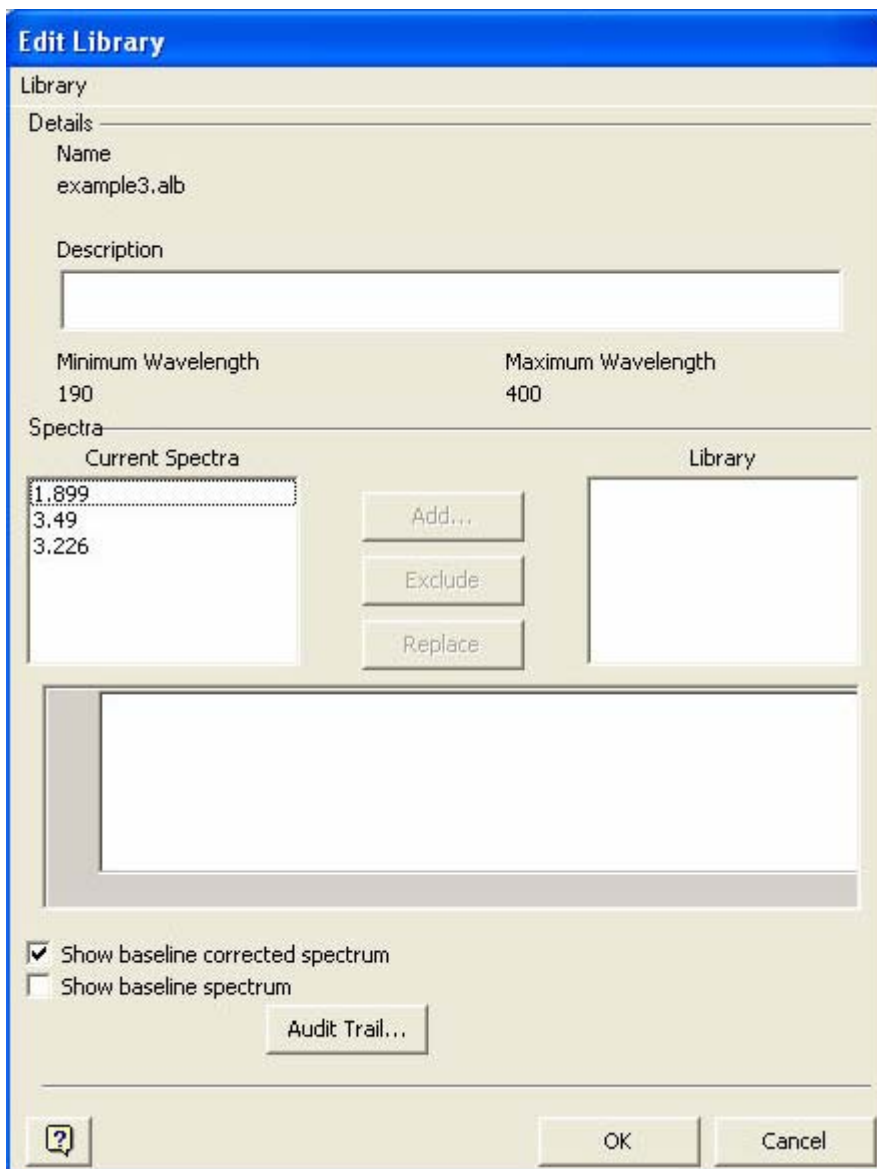 Edit Library
Library
Details
Name
example3.alb
Description
Minimum Wavelength Maximum Wavelength
190 400
Spectra
Current Spectra Library
1.899
3.49
3.226
Add...
Exclude
Replace
Show baseline corrected spectrum
Show baseline spectrum
Audit Trail...
? OK Cancel